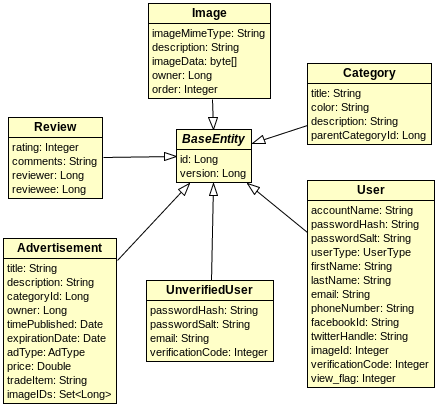 Image
imageMimeType: String
description: String
imageData: byte[]
owner: Long
order: Integer
Category
title: String
color: String
description: String
parentCategoryId: Long
Review
rating: Integer
comments: String
reviewer: Long
reviewee: Long
BaseEntity
id: Long
version: Long
User
accountName: String
passwordHash: String
passwordSalt: String
userType: UserType
firstName: String
lastName: String
email: String
phoneNumber: String
facebookId: String
twitterHandle: String
imageId: Integer
verificationCode: Integer
view_flag: Integer
Advertisement
title: String
description: String
categoryId: Long
owner: Long
timePublished: Date
expirationDate: Date
adType: AdType
price: Double
tradeItem: String
imageIDs: Set<Long>
UnverifiedUser
passwordHash: String
passwordSalt: String
email: String
verificationCode: Integer